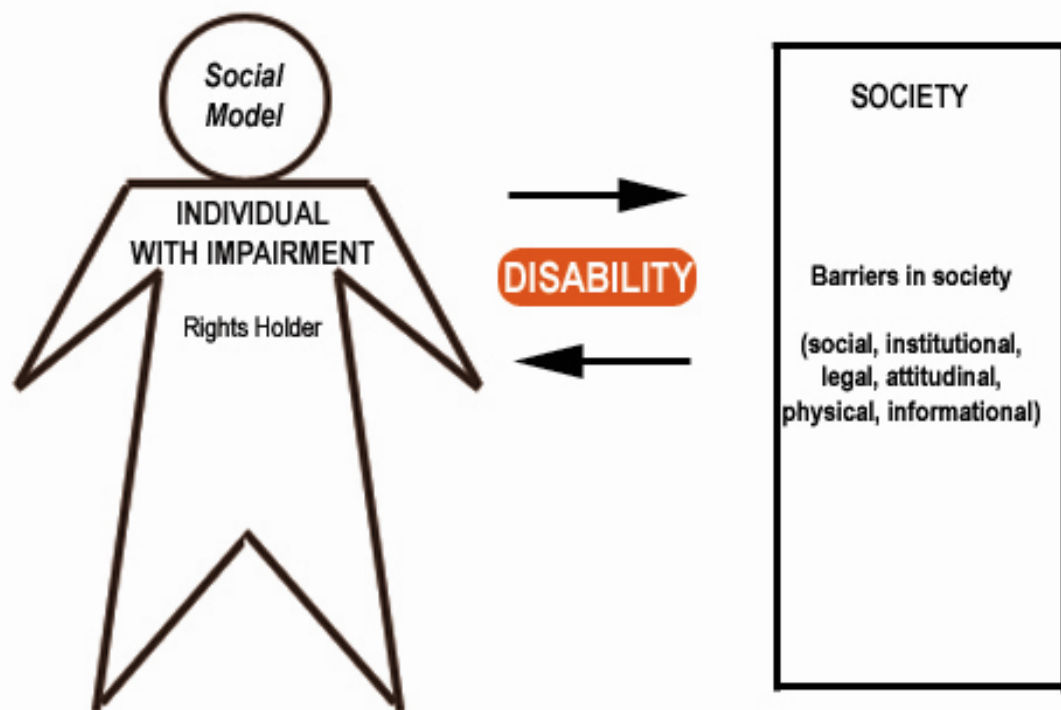 Social
Model
INDIVIDUAL
WITH IMPAIRMENT
Rights Holder
DISABILITY
SOCIETY
Barriers in society
(social, institutional,
legal, attitudinal,
physical, informational)